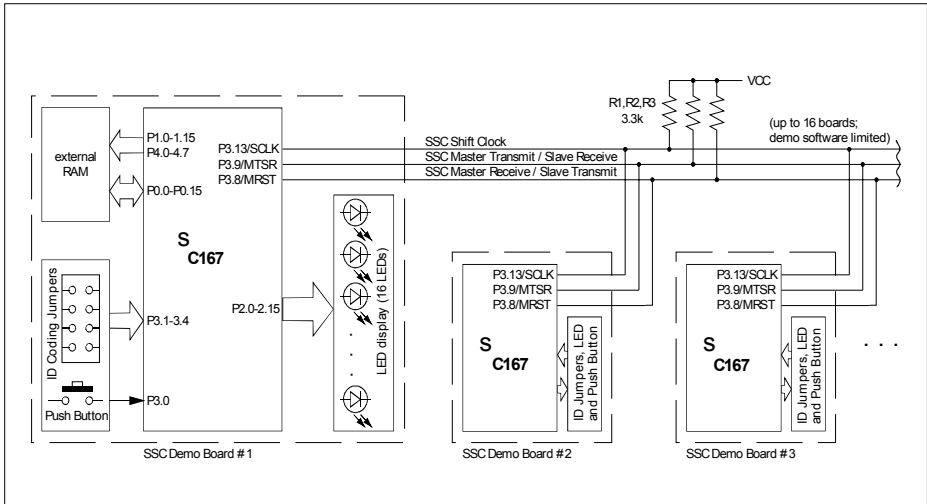 VCC
R1,R2,R3
3.3k
(up to 16 boards;
demo software limited)
SSC Shift Clock
SSC Master Transmit / Slave Receive
SSC Master Receive / Slave Transmit
external
RAM
P1.0-1.15
P4.0-4.7
P0.0-P0.15
P3.13/SCLK
P3.9/MTSR
P3.8/MRST
S
C167
ID Coding Jumpers
P3.1-3.4
Push Button
P3.0
P2.0-2.15
LED display (16 LEDs)
SSC Demo Board # 1
P3.13/SCLK
P3.9/MTSR
P3.8/MRST
S
C167
ID Jumpers, LED
and Push Button
SSC Demo Board #2
P3.13/SCLK
P3.9/MTSR
P3.8/MRST
S
C167
ID Jumpers, LED
and Push Button
SSC Demo Board # 3
. . .